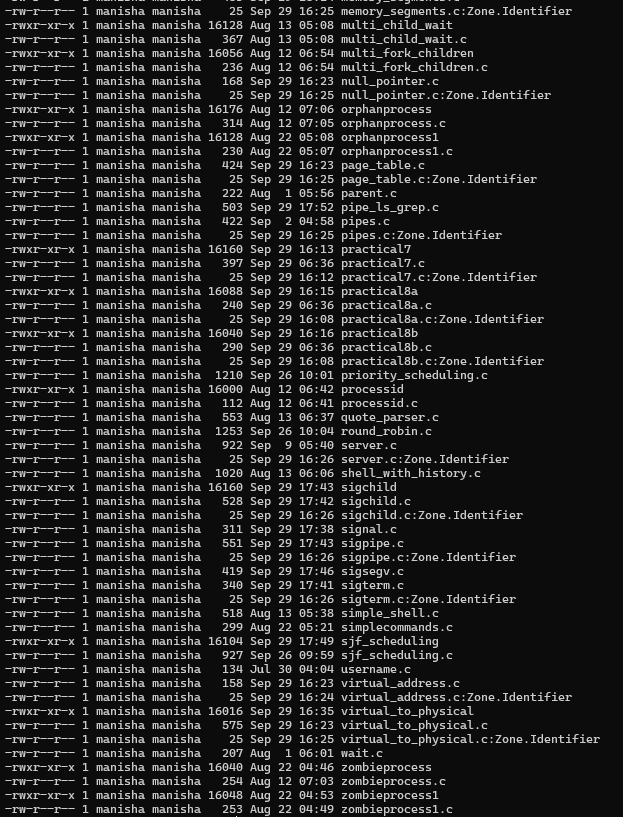 -rw-r--r-- 1 manisha manisha    25 Sep 29 16:25 memory_segments.c:Zone.Identifier
-rwxr-xr-x 1 manisha manisha 16128 Aug 13 05:08 multi_child_wait
-rw-r--r-- 1 manisha manisha   367 Aug 13 05:08 multi_child_wait.c
-rwxr-xr-x 1 manisha manisha 16056 Aug 12 06:54 multi_fork_children
-rw-r--r-- 1 manisha manisha   236 Aug 12 06:54 multi_fork_children.c
-rw-r--r-- 1 manisha manisha   168 Sep 29 16:23 null_pointer.c
-rw-r--r-- 1 manisha manisha    25 Sep 29 16:25 null_pointer.c:Zone.Identifier
-rwxr-xr-x 1 manisha manisha 16176 Aug 12 07:06 orphanprocess
-rw-r--r-- 1 manisha manisha   314 Aug 12 07:05 orphanprocess.c
-rwxr-xr-x 1 manisha manisha 16128 Aug 22 05:08 orphanprocess1
-rw-r--r-- 1 manisha manisha   230 Aug 22 05:07 orphanprocess1.c
-rw-r--r-- 1 manisha manisha   424 Sep 29 16:23 page_table.c
-rw-r--r-- 1 manisha manisha    25 Sep 29 16:25 page_table.c:Zone.Identifier
-rw-r--r-- 1 manisha manisha   222 Aug  1 05:56 parent.c
-rw-r--r-- 1 manisha manisha   503 Sep 29 17:52 pipe_ls_grep.c
-rw-r--r-- 1 manisha manisha   422 Sep  2 04:58 pipes.c
-rw-r--r-- 1 manisha manisha    25 Sep 29 16:25 pipes.c:Zone.Identifier
-rwxr-xr-x 1 manisha manisha 16160 Sep 29 16:13 practical7
-rw-r--r-- 1 manisha manisha   397 Sep 29 06:36 practical7.c
-rw-r--r-- 1 manisha manisha    25 Sep 29 16:12 practical7.c:Zone.Identifier
-rwxr-xr-x 1 manisha manisha 16088 Sep 29 16:15 practical8a
-rw-r--r-- 1 manisha manisha   240 Sep 29 06:36 practical8a.c
-rw-r--r-- 1 manisha manisha    25 Sep 29 16:08 practical8a.c:Zone.Identifier
-rwxr-xr-x 1 manisha manisha 16040 Sep 29 16:16 practical8b
-rw-r--r-- 1 manisha manisha   290 Sep 29 06:36 practical8b.c
-rw-r--r-- 1 manisha manisha    25 Sep 29 16:08 practical8b.c:Zone.Identifier
-rw-r--r-- 1 manisha manisha  1210 Sep 26 10:01 priority_scheduling.c
-rwxr-xr-x 1 manisha manisha 16000 Aug 12 06:42 processid
-rw-r--r-- 1 manisha manisha   112 Aug 12 06:41 processid.c
-rw-r--r-- 1 manisha manisha   553 Aug 13 06:37 quote_parser.c
-rw-r--r-- 1 manisha manisha  1253 Sep 26 10:04 round_robin.c
-rw-r--r-- 1 manisha manisha   922 Sep  9 05:40 server.c
-rw-r--r-- 1 manisha manisha    25 Sep 29 16:26 server.c:Zone.Identifier
-rw-r--r-- 1 manisha manisha  1020 Aug 13 06:06 shell_with_history.c
-rwxr-xr-x 1 manisha manisha 16160 Sep 29 17:43 sigchild
-rw-r--r-- 1 manisha manisha   528 Sep 29 17:42 sigchild.c
-rw-r--r-- 1 manisha manisha    25 Sep 29 16:26 sigchild.c:Zone.Identifier
-rw-r--r-- 1 manisha manisha   311 Sep 29 17:38 signal.c
-rw-r--r-- 1 manisha manisha   551 Sep 29 17:43 sigpipe.c
-rw-r--r-- 1 manisha manisha    25 Sep 29 16:26 sigpipe.c:Zone.Identifier
-rw-r--r-- 1 manisha manisha   419 Sep 29 17:46 sigsegv.c
-rw-r--r-- 1 manisha manisha   340 Sep 29 17:41 sigterm.c
-rw-r--r-- 1 manisha manisha    25 Sep 29 16:26 sigterm.c:Zone.Identifier
-rw-r--r-- 1 manisha manisha   518 Aug 13 05:38 simple_shell.c
-rw-r--r-- 1 manisha manisha   299 Aug 22 05:21 simplecommands.c
-rwxr-xr-x 1 manisha manisha 16104 Sep 29 17:49 sjf_scheduling
-rw-r--r-- 1 manisha manisha   927 Sep 26 09:59 sjf_scheduling.c
-rw-r--r-- 1 manisha manisha   134 Jul 30 04:04 username.c
-rw-r--r-- 1 manisha manisha   158 Sep 29 16:23 virtual_address.c
-rw-r--r-- 1 manisha manisha    25 Sep 29 16:24 virtual_address.c:Zone.Identifier
-rwxr-xr-x 1 manisha manisha 16016 Sep 29 16:35 virtual_to_physical
-rw-r--r-- 1 manisha manisha   575 Sep 29 16:23 virtual_to_physical.c
-rw-r--r-- 1 manisha manisha    25 Sep 29 16:25 virtual_to_physical.c:Zone.Identifier
-rw-r--r-- 1 manisha manisha   207 Aug  1 06:01 wait.c
-rwxr-xr-x 1 manisha manisha 16040 Aug 22 04:46 zombieprocess
-rw-r--r-- 1 manisha manisha   254 Aug 12 07:03 zombieprocess.c
-rwxr-xr-x 1 manisha manisha 16048 Aug 22 04:53 zombieprocess1
-rw-r--r-- 1 manisha manisha   253 Aug 22 04:49 zombieprocess1.c